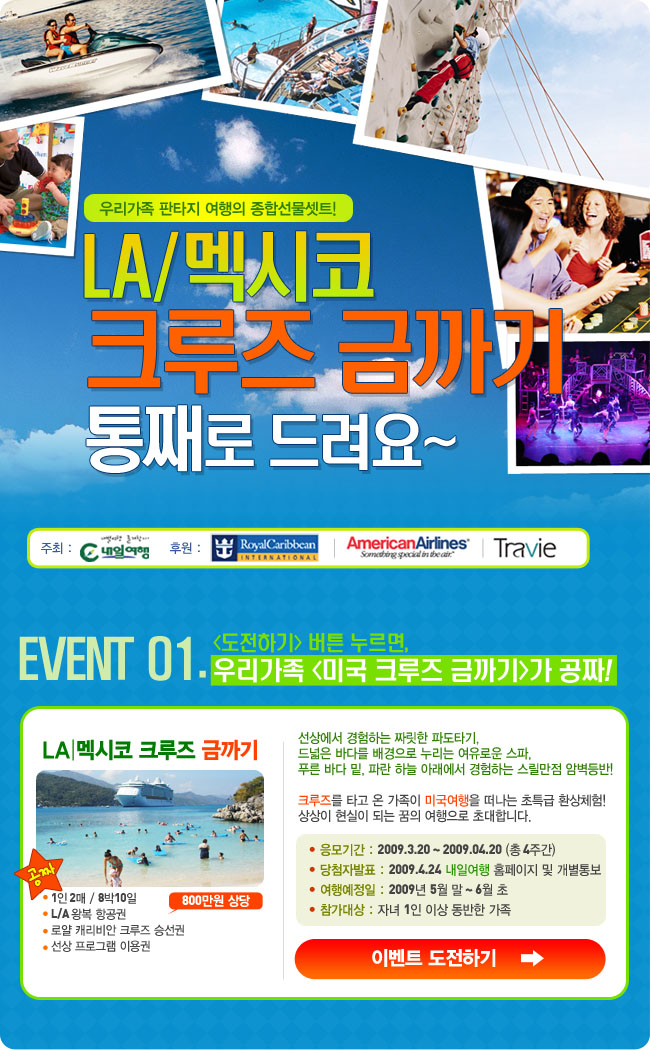 우리가족 판타지 여행의 종합선물셋트!
LA/멕시코
크루즈 금까기
통째로 드려요~
주최 : 내일여행 후원 : RoyalCaribbean INTERNATIONAL AmericanAirlines® Something special in the air.™ Travie
EVENT 01.
<도전하기> 버튼 누르면,
우리가족 <미국 크루즈 금까기>가 공짜!
LA|멕시코 크루즈 금까기
공짜
• 1인 2매 / 8박10일
800만원 상당
• L/A 왕복 항공권
• 로얄 캐리비안 크루즈 승선권
• 선상 프로그램 이용권
선상에서 경험하는 짜릿한 파도타기,
드넓은 바다를 배경으로 누리는 여유로운 스파,
푸른 바다 밑, 파란 하늘 아래에서 경험하는 스릴만점 암벽등반!
크루즈를 타고 온 가족이 미국여행을 떠나는 초특급 환상체험!
상상이 현실이 되는 꿈의 여행으로 초대합니다.
• 응모기간 : 2009.3.20 ~ 2009.04.20 (총 4주간)
• 당첨자발표 : 2009.4.24 내일여행 홈페이지 및 개별통보
• 여행예정일 : 2009년 5월 말 ~ 6월 초
• 참가대상 : 자녀 1인 이상 동반한 가족
이벤트 도전하기 ➡